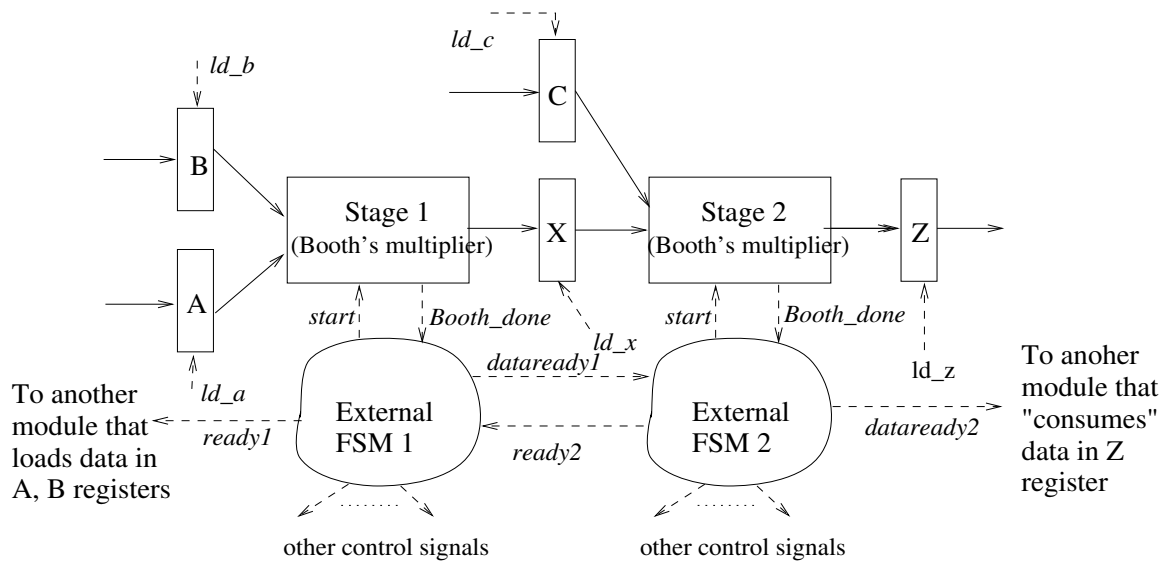 ld_c
ld_b
C
B
Stage 1
(Booth's multiplier)
X
Stage 2
(Booth's multiplier)
Z
A
start
Booth_done
ld_x
start
Booth_done
ld_z
ld_a
dataready1
To another
module that
loads data in
A, B registers
ready1
External
FSM 1
ready2
External
FSM 2
dataready2
To anoher
module that
"consumes"
data in Z
register
........
other control signals
........
other control signals